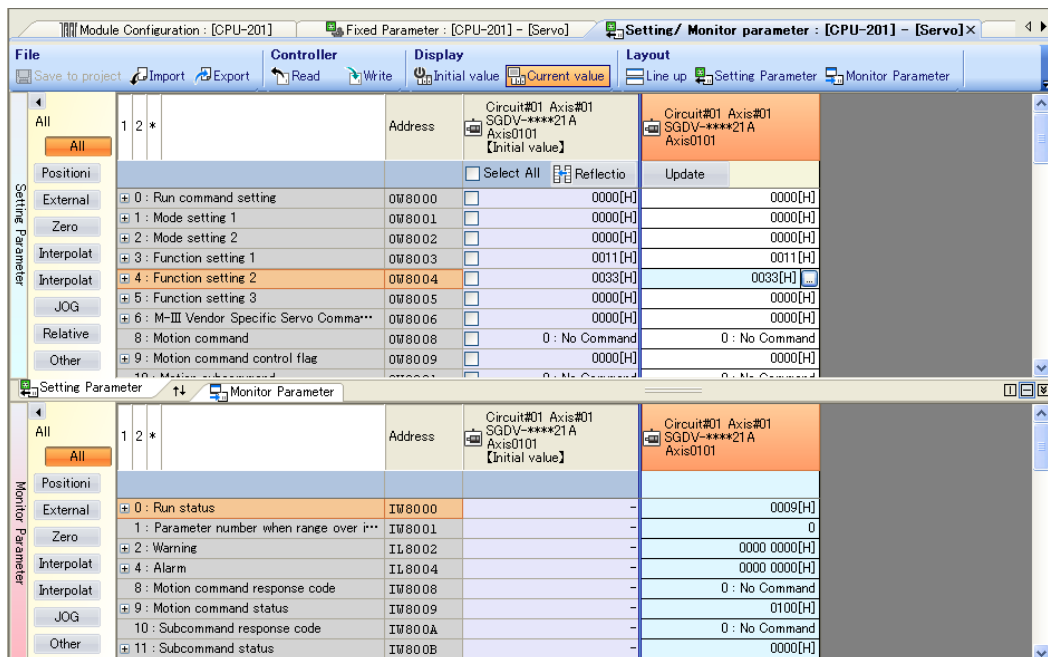 Module Configuration : [CPU-201] Fixed Parameter : [CPU-201] - [Servo] Setting/ Monitor parameter : [CPU-201] - [Servo]
File Controller Display Layout
Save to project Import Export Read Write Initial value Current value Line up Setting Parameter Monitor Parameter
Setting Parameter
All
All
Positioni
External
Zero
Interpolat
Interpolat
JOG
Relative
Other
1 2 * Address
Circuit#01 Axis#01
SGDV-****21A
Axis0101
【Initial value】
Circuit#01 Axis#01
SGDV-****21A
Axis0101
Select All Reflectio Update
0 : Run command setting OW8000 0000[H] 0000[H]
1 : Mode setting 1 OW8001 0000[H] 0000[H]
2 : Mode setting 2 OW8002 0000[H] 0000[H]
3 : Function setting 1 OW8003 0011[H] 0011[H]
4 : Function setting 2 OW8004 0033[H] 0033[H] ...
5 : Function setting 3 OW8005 0000[H] 0000[H]
6 : M-III Vendor Specific Servo Comma… OW8006 0000[H] 0000[H]
8 : Motion command OW8008 0 : No Command 0 : No Command
9 : Motion command control flag OW8009 0000[H] 0000[H]
Setting Parameter Monitor Parameter
Monitor Parameter
All
All
Positioni
External
Zero
Interpolat
Interpolat
JOG
Other
1 2 * Address
Circuit#01 Axis#01
SGDV-****21A
Axis0101
【Initial value】
Circuit#01 Axis#01
SGDV-****21A
Axis0101
0 : Run status IW8000 - 0009[H]
1 : Parameter number when range over i… IW8001 - 0
2 : Warning IL8002 - 0000 0000[H]
4 : Alarm IL8004 - 0000 0000[H]
8 : Motion command response code IW8008 - 0 : No Command
9 : Motion command status IW8009 - 0100[H]
10 : Subcommand response code IW800A - 0 : No Command
11 : Subcommand status IW800B - 0000[H]